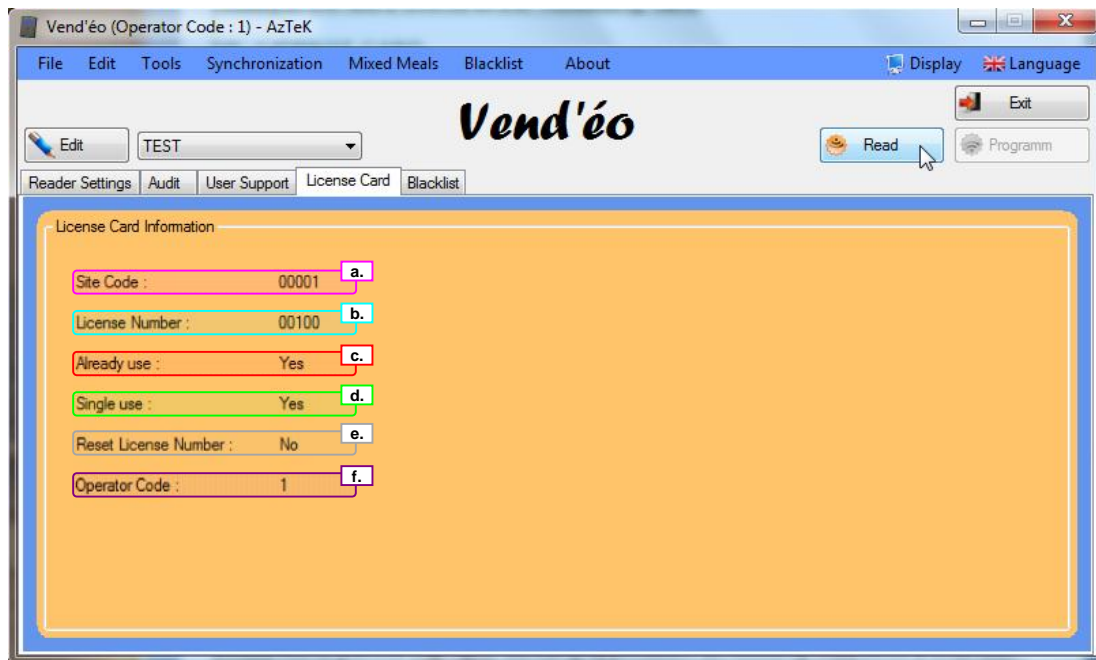 Vend'éo (Operator Code : 1) - AzTeK
File Edit Tools Synchronization Mixed Meals Blacklist About Display Language
Vend'éo
Exit
Edit TEST Read Programm
Reader Settings Audit User Support License Card Blacklist
License Card Information
Site Code : 00001 a.
License Number : 00100 b.
Already use : Yes c.
Single use : Yes d.
Reset License Number : No e.
Operator Code : 1 f.